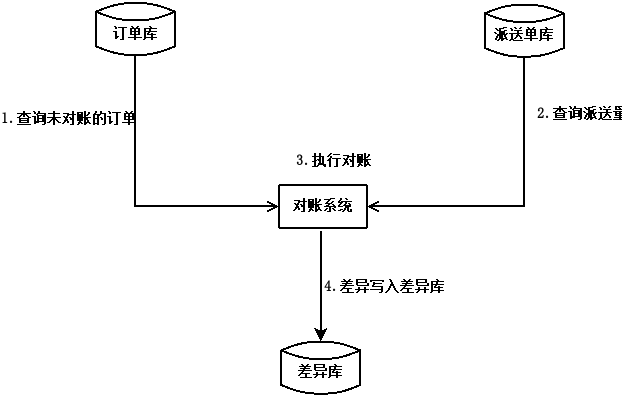 订单库
派送单库
1.查询未对账的订单
2.查询派送
3.执行对账
对账系统
4.差异写入差异库
差异库